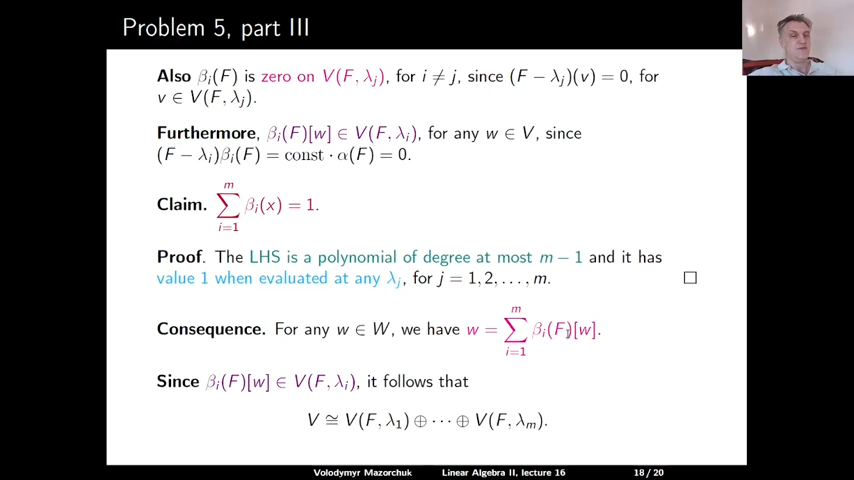 Problem 5, part III
Also βᵢ(F) is zero on V(F, λⱼ), for i ≠ j, since (F − λⱼ)(v) = 0, for
v ∈ V(F, λⱼ).
Furthermore, βᵢ(F)[w] ∈ V(F, λᵢ), for any w ∈ V, since
(F − λᵢ)βᵢ(F) = const · α(F) = 0.
Claim. ∑_{i=1}^{m} βᵢ(x) = 1.
Proof. The LHS is a polynomial of degree at most m − 1 and it has
value 1 when evaluated at any λⱼ, for j = 1, 2, . . . , m. □
Consequence. For any w ∈ W, we have w = ∑_{i=1}^{m} βᵢ(F)[w].
Since βᵢ(F)[w] ∈ V(F, λᵢ), it follows that
V ≅ V(F, λ₁) ⊕ ··· ⊕ V(F, λₘ).
Volodymyr Mazorchuk Linear Algebra II, lecture 16 18 / 20